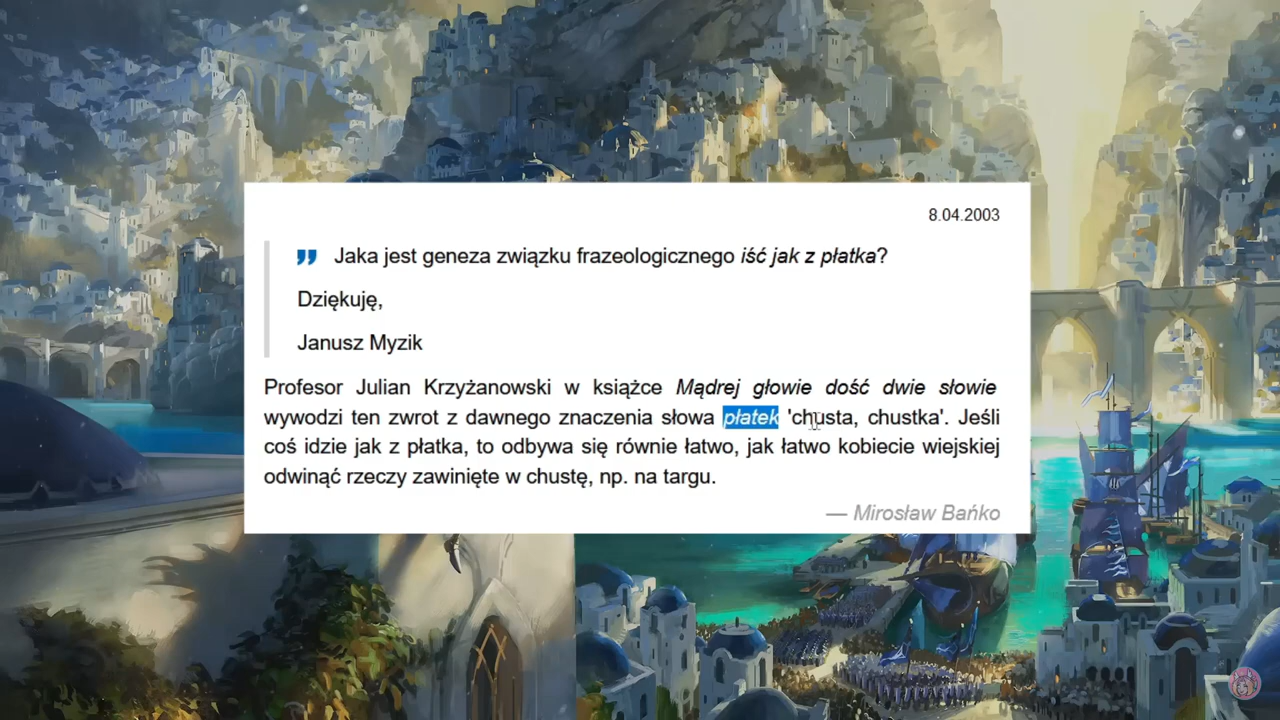 8.04.2003
Jaka jest geneza związku frazeologicznego iść jak z płatka?
Dziękuję,
Janusz Myzik
Profesor Julian Krzyżanowski w książce Mądrej głowie dość dwie słowie
wywodzi ten zwrot z dawnego znaczenia słowa płatek 'chusta, chustka'. Jeśli
coś idzie jak z płatka, to odbywa się równie łatwo, jak łatwo kobiecie wiejskiej
odwinąć rzeczy zawinięte w chustę, np. na targu.
— Mirosław Bańko